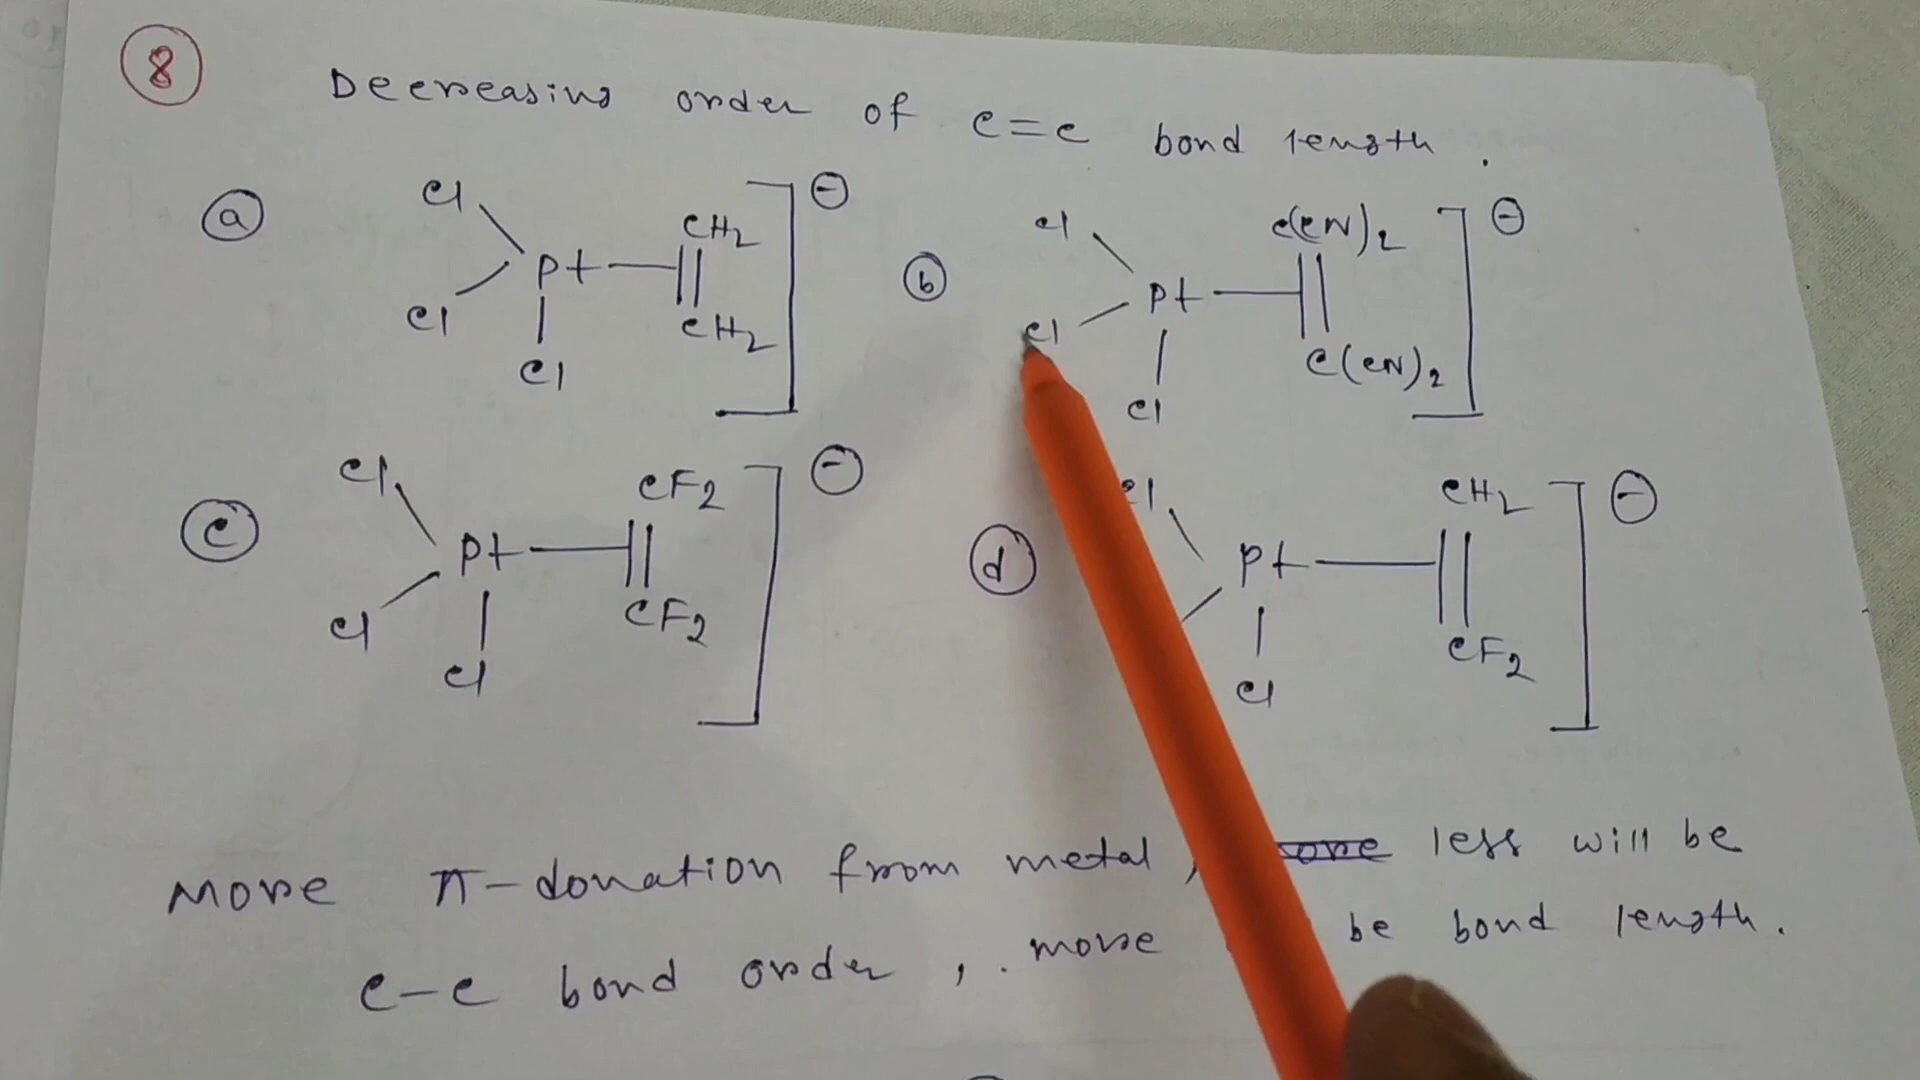 8
Decreasing order of c=c bond length.
a
Cl
Cl
Pt
Cl
CH2
CH2
⊖
b
Cl
Cl
Pt
Cl
C(CN)2
C(CN)2
⊖
c
Cl
Cl
Pt
Cl
CF2
CF2
⊖
d
Cl
Pt
Cl
CH2
CF2
⊖
More π-donation from metal, less will be
c-c bond order, . more be bond length.